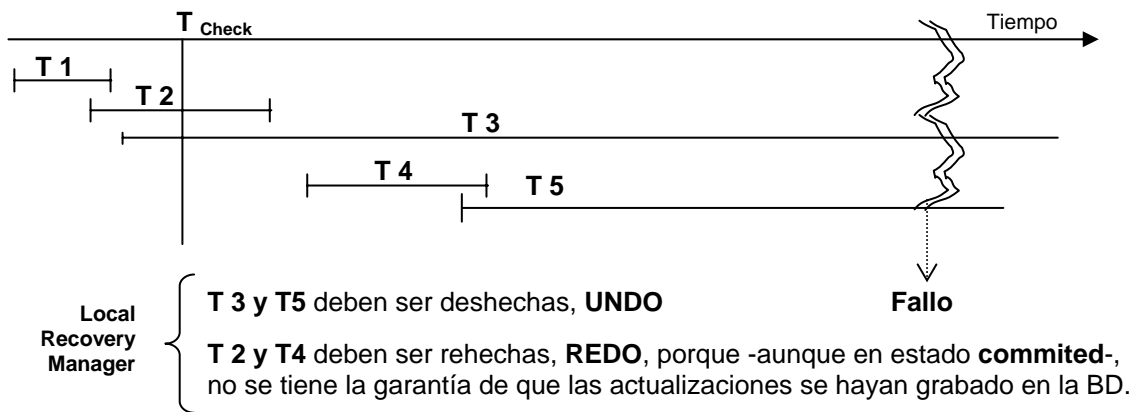 T Check
Tiempo
T 1
T 2
T 3
T 4
T 5
T 3 y T5 deben ser deshechas, UNDO
Fallo
Local
Recovery
Manager
T 2 y T4 deben ser rehechas, REDO, porque -aunque en estado commited-,
no se tiene la garantía de que las actualizaciones se hayan grabado en la BD.